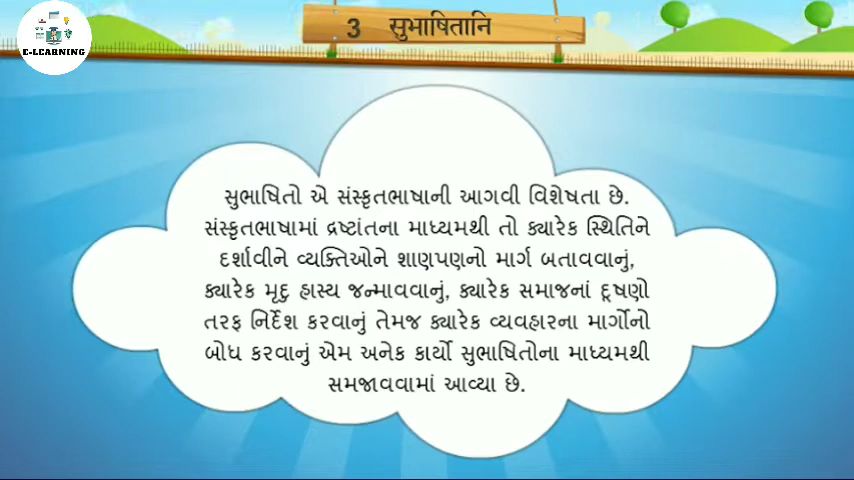 E-LEARNING
3 सुभाषितानि
સુભાષિતો એ સંસ્કૃતભાષાની આગવી વિશેષતા છે.
સંસ્કૃતભાષામાં દ્રષ્ટાંતના માધ્યમથી તો ક્યારેક સ્થિતિને
દર્શાવીને વ્યક્તિઓને શાણપણનો માર્ગ બતાવવાનું,
ક્યારેક મૃદુ હાસ્ય જન્માવવાનું, ક્યારેક સમાજનાં દૂષણો
તરફ નિર્દેશ કરવાનું તેમજ ક્યારેક વ્યવહારના માર્ગોનો
બોધ કરવાનું એમ અનેક કાર્યો સુભાષિતોના માધ્યમથી
સમજાવવામાં આવ્યા છે.